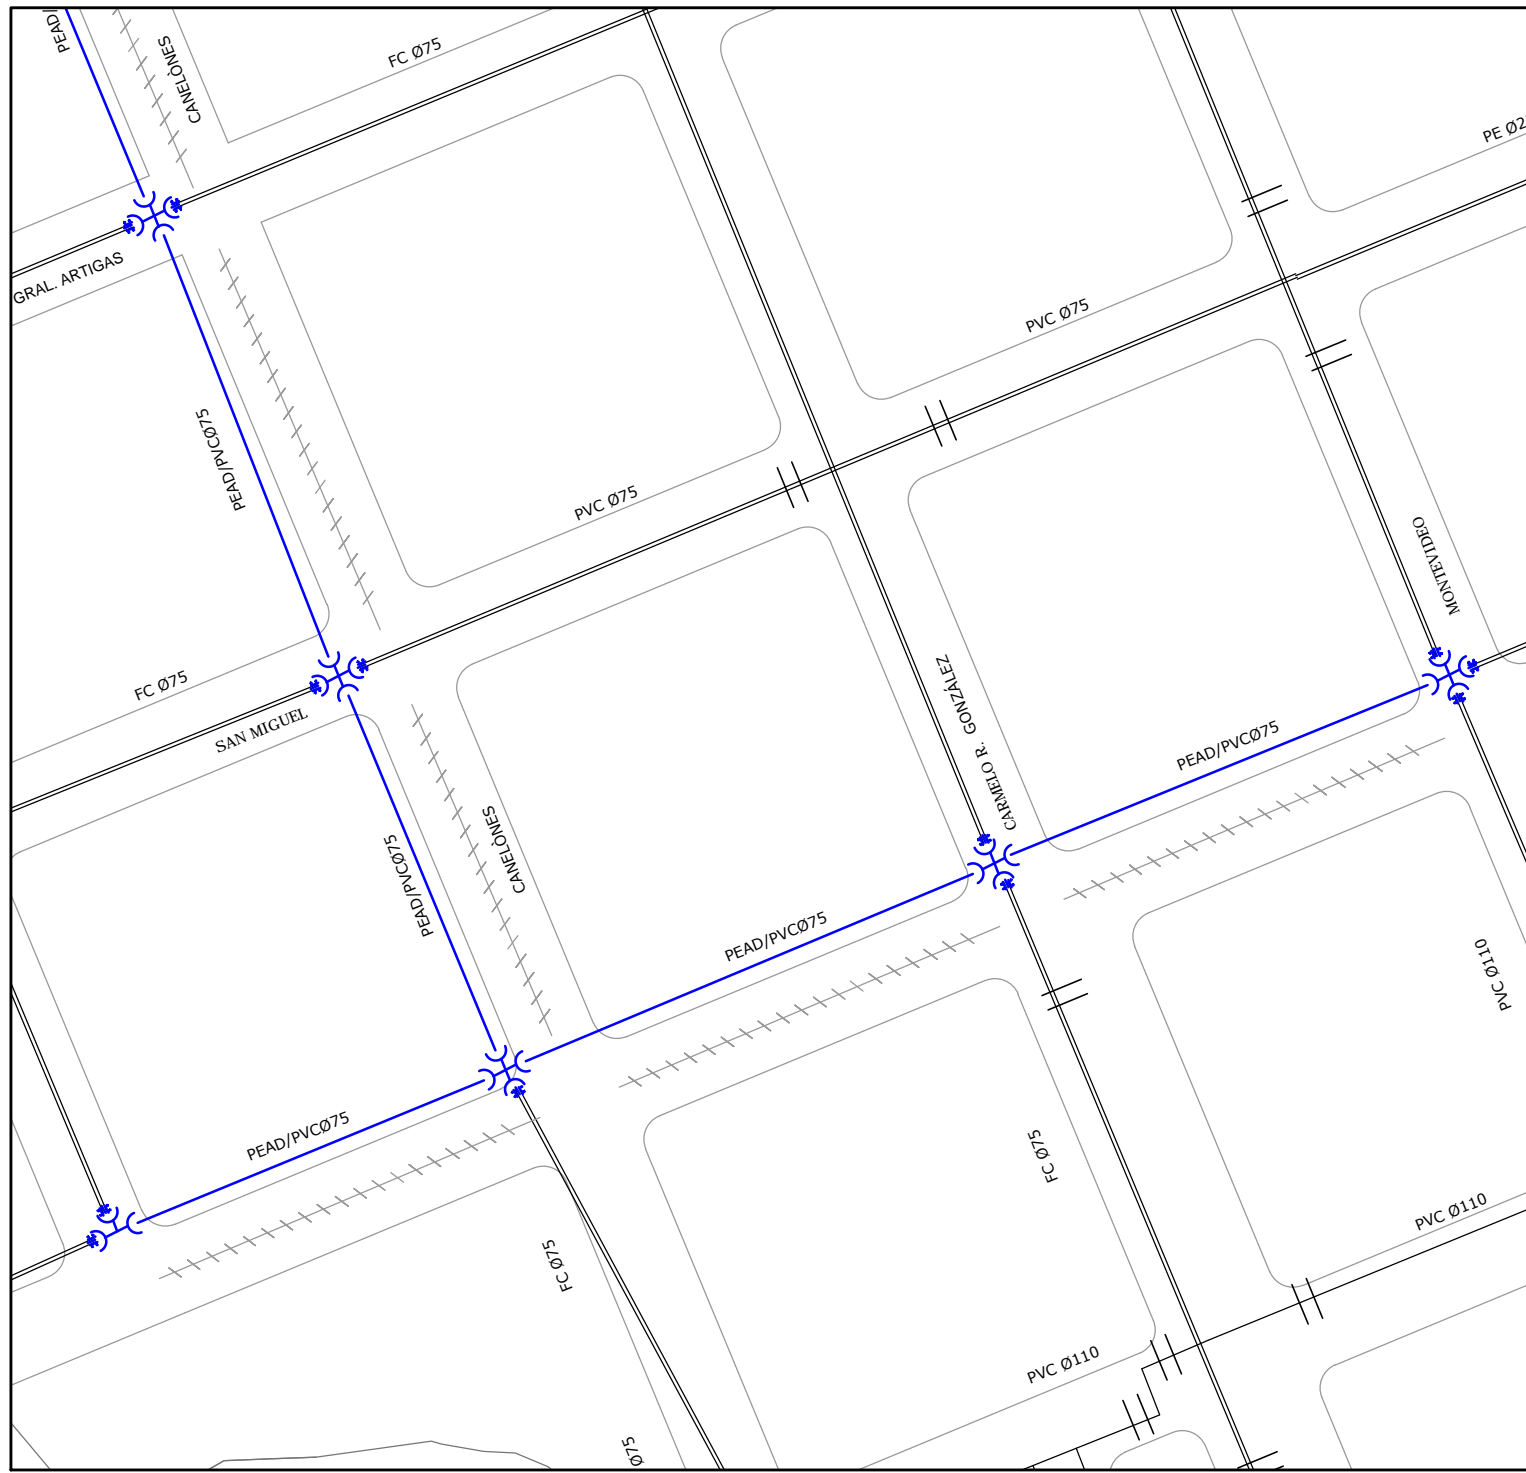 PEAD/
CANELONES
FC Ø75
PE Ø2
GRAL. ARTIGAS
PVC Ø75
PEAD/PVCØ75
PVC Ø75
MONTEVIDEO
FC Ø75
SAN MIGUEL
CARMELO R. GONZÁLEZ
PEAD/PVCØ75
PEAD/PVCØ75
CANELONES
PEAD/PVCØ75
PVC Ø110
PEAD/PVCØ75
FC Ø75
PVC Ø110
FC Ø75
PVC Ø110
Ø75